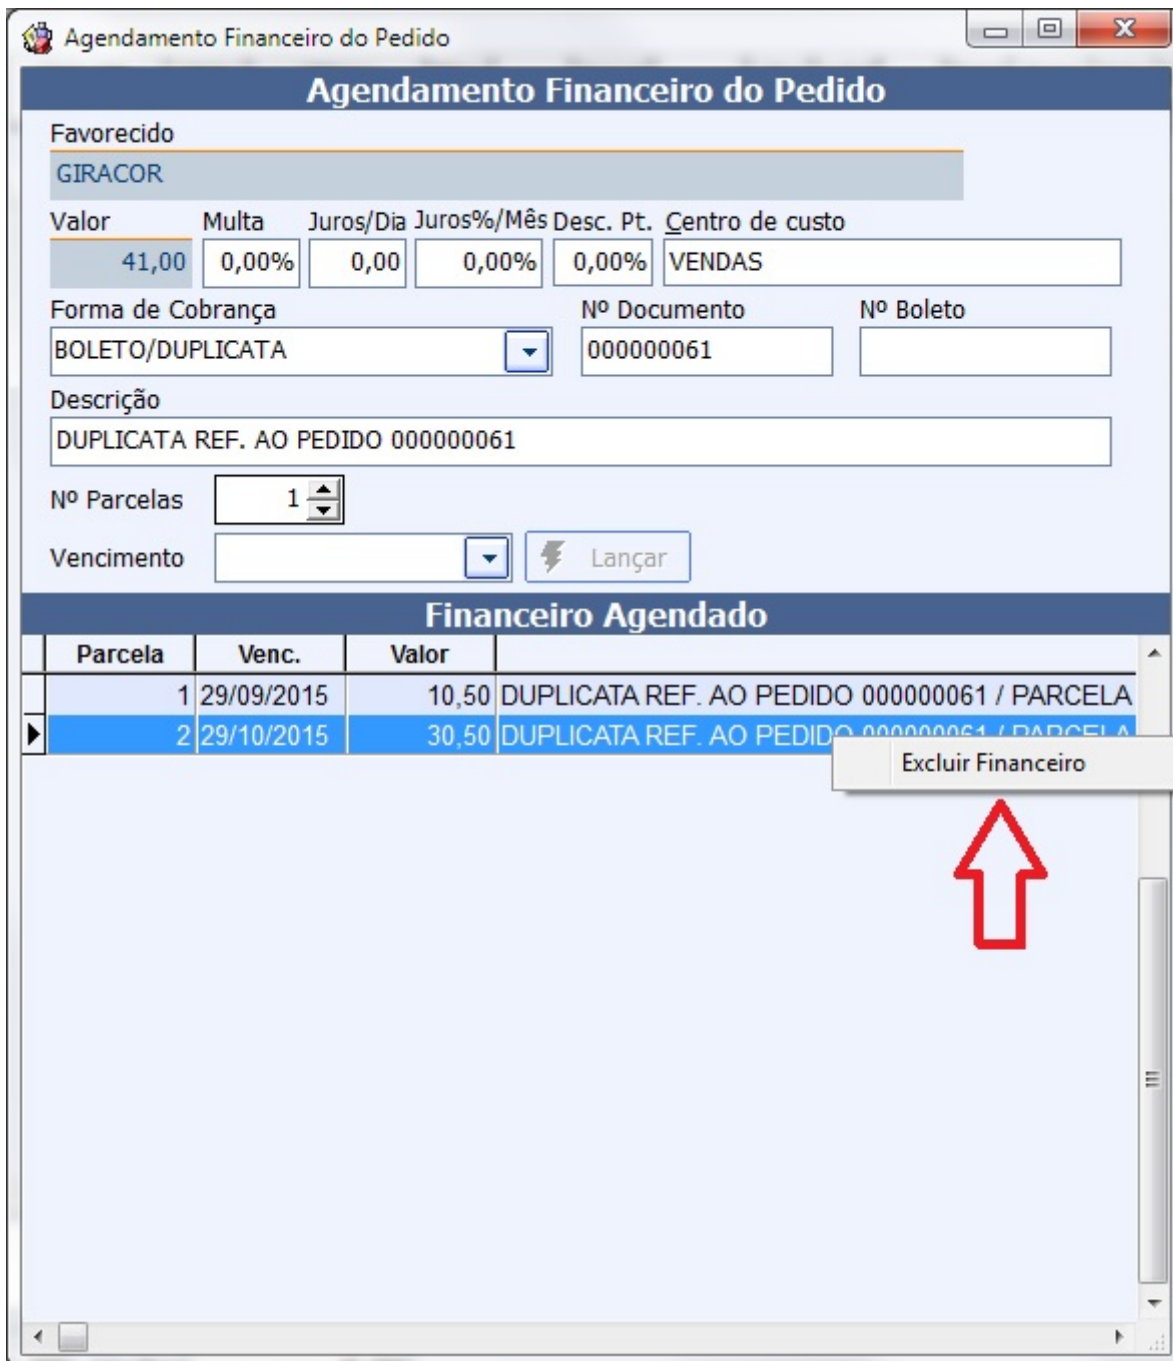 Agendamento Financeiro do Pedido
Agendamento Financeiro do Pedido
Favorecido
GIRACOR
Valor Multa Juros/Dia Juros%/Mês Desc. Pt. Centro de custo
41,00 0,00% 0,00 0,00% 0,00% VENDAS
Forma de Cobrança Nº Documento Nº Boleto
BOLETO/DUPLICATA 000000061
Descrição
DUPLICATA REF. AO PEDIDO 000000061
Nº Parcelas 1
Vencimento Lançar
Financeiro Agendado
Parcela Venc. Valor
1 29/09/2015 10,50 DUPLICATA REF. AO PEDIDO 000000061 / PARCELA
2 29/10/2015 30,50 DUPLICATA REF. AO PEDIDO 000000061 / PARCELA
Excluir Financeiro